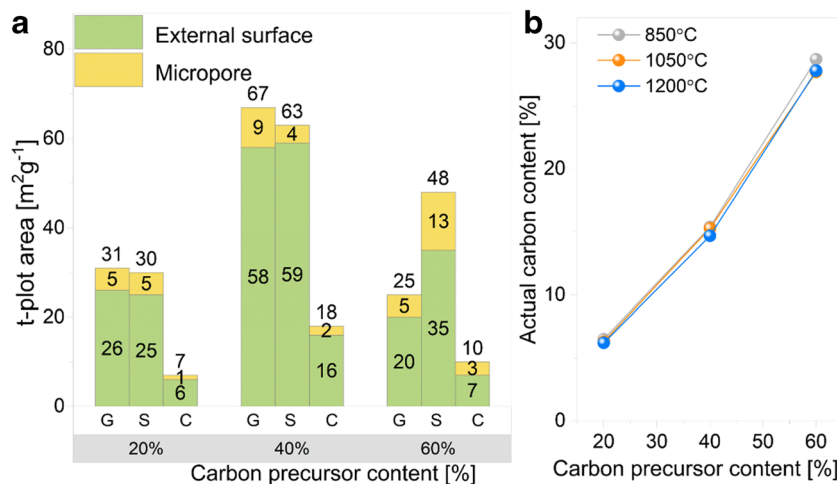 a
External surface
Micropore
t-plot area [m²g⁻¹]
80
60
40
20
0
31
5
26
30
5
25
7
1
6
67
9
58
63
4
59
18
2
16
25
5
20
48
13
35
10
3
7
G S C G S C G S C
20% 40% 60%
Carbon precursor content [%]
b
850°C
1050°C
1200°C
Actual carbon content [%]
30
20
10
0
20 30 40 50 60
Carbon precursor content [%]